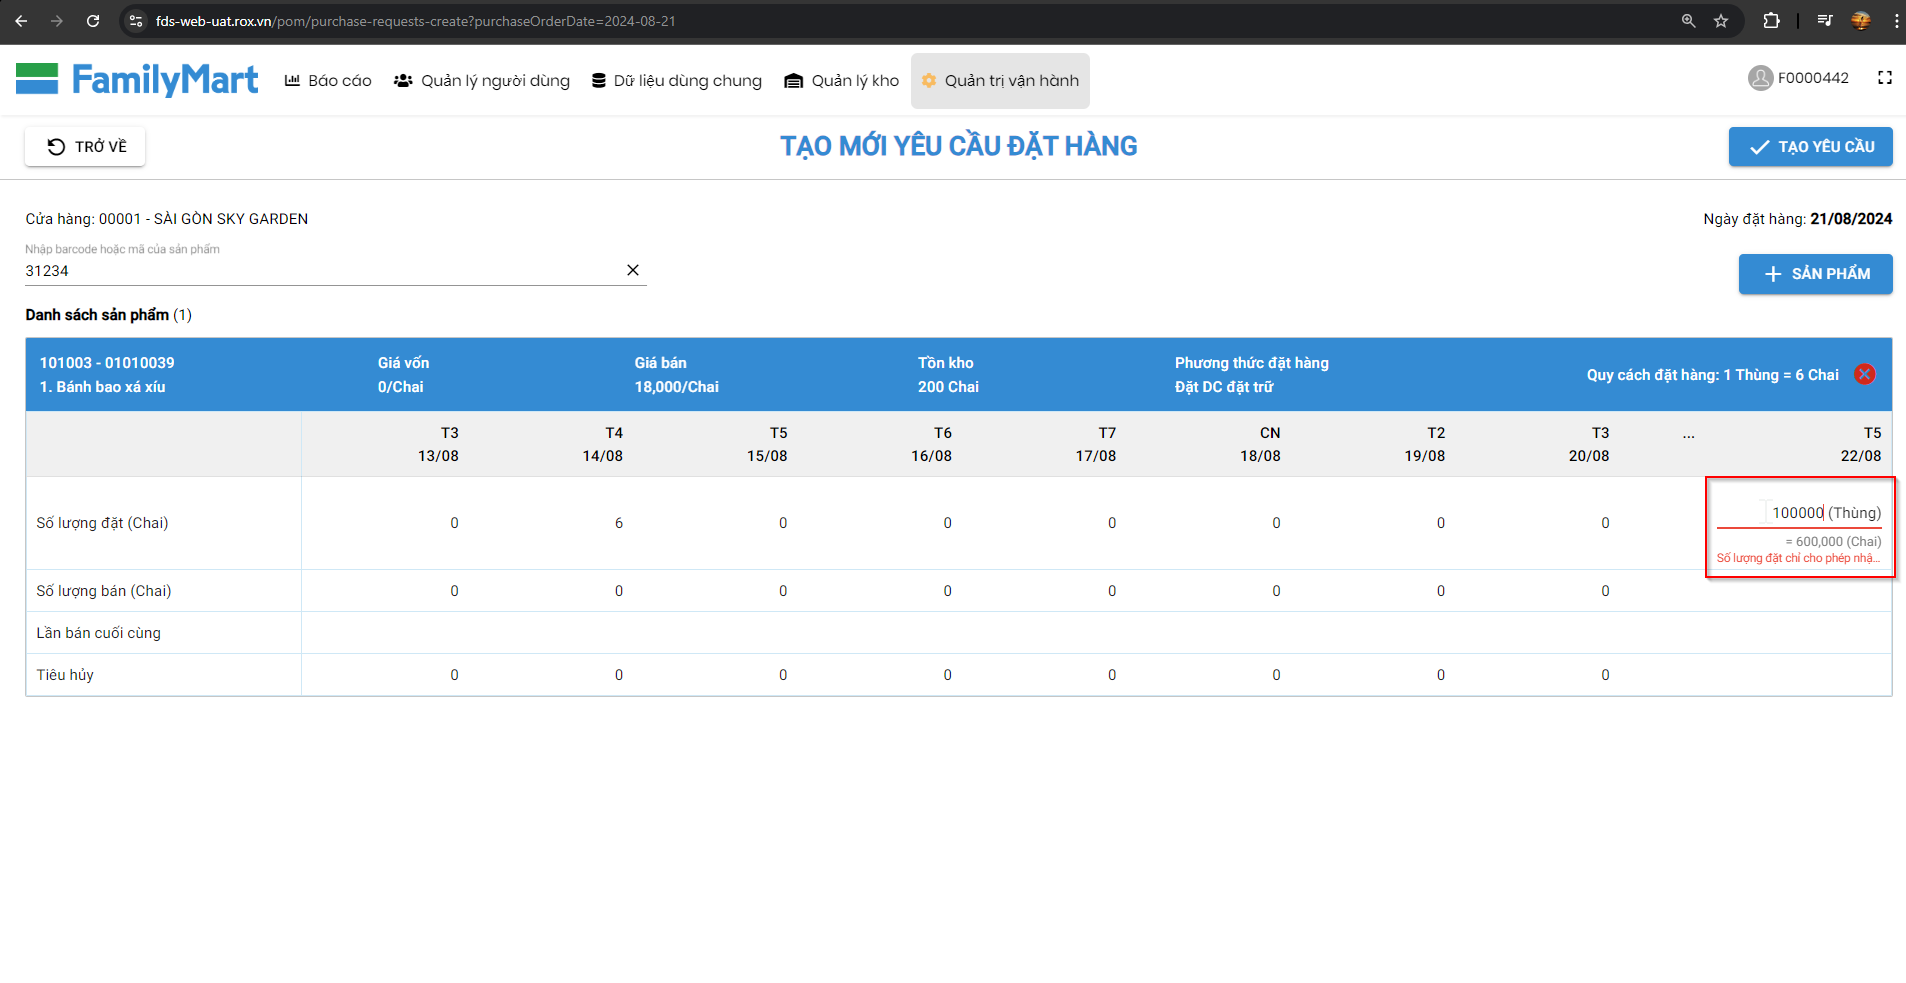 fds-web-uat.rox.vn/pom/purchase-requests-create?purchaseOrderDate=2024-08-21
FamilyMart
Báo cáo
Quản lý người dùng
Dữ liệu dùng chung
Quản lý kho
Quản trị vận hành
F0000442
TRỞ VỀ
TẠO MỚI YÊU CẦU ĐẶT HÀNG
TẠO YÊU CẦU
Cửa hàng: 00001 - SÀI GÒN SKY GARDEN
Ngày đặt hàng: 21/08/2024
Nhập barcode hoặc mã của sản phẩm
31234
SẢN PHẨM
Danh sách sản phẩm (1)
101003 - 01010039 Giá vốn Giá bán Tồn kho Phương thức đặt hàng
Quy cách đặt hàng: 1 Thùng = 6 Chai
1. Bánh bao xá xíu 0/Chai 18,000/Chai 200 Chai Đặt DC đặt trữ
T3 T4 T5 T6 T7 CN T2 T3 ... T5
13/08 14/08 15/08 16/08 17/08 18/08 19/08 20/08 22/08
Số lượng đặt (Chai) 0 6 0 0 0 0 0 0
100000 (Thùng)
= 600,000 (Chai)
Số lượng đặt chỉ cho phép nhậ...
Số lượng bán (Chai) 0 0 0 0 0 0 0 0
Lần bán cuối cùng
Tiêu hủy 0 0 0 0 0 0 0 0